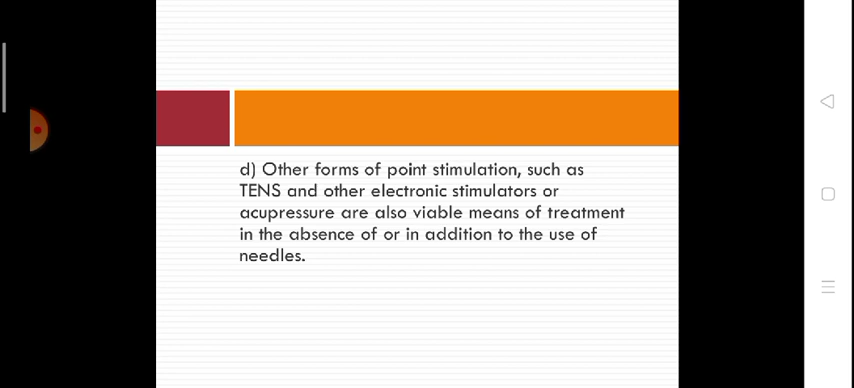 d) Other forms of point stimulation, such as
TENS and other electronic stimulators or
acupressure are also viable means of treatment
in the absence of or in addition to the use of
needles.